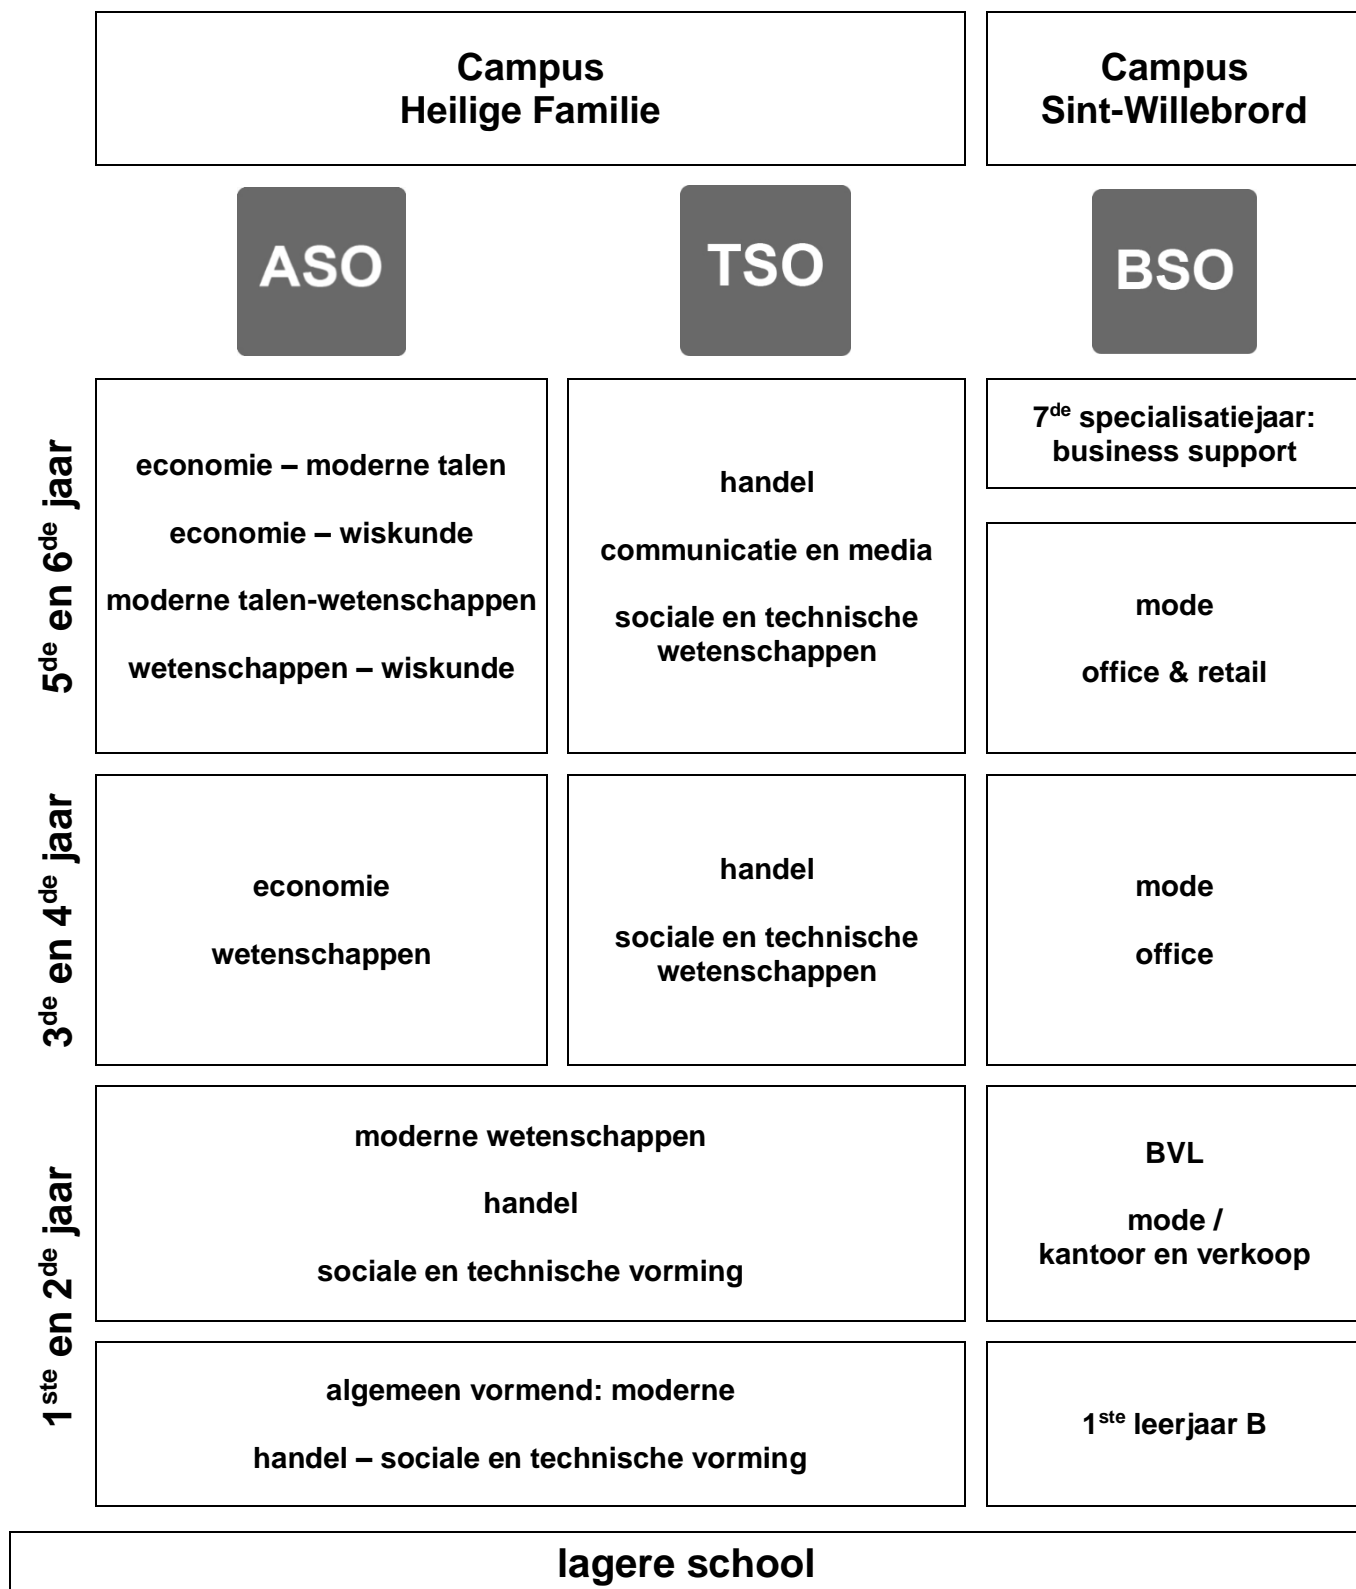 Campus
Heilige Familie
Campus
Sint-Willebrord
ASO
TSO
BSO
5de en 6de jaar
economie – moderne talen
economie – wiskunde
moderne talen-wetenschappen
wetenschappen – wiskunde
handel
communicatie en media
sociale en technische
wetenschappen
7de specialisatiejaar:
business support
mode
office & retail
3de en 4de jaar
economie
wetenschappen
handel
sociale en technische
wetenschappen
mode
office
1ste en 2de jaar
moderne wetenschappen
handel
sociale en technische vorming
BVL
mode /
kantoor en verkoop
algemeen vormend: moderne
handel – sociale en technische vorming
1ste leerjaar B
lagere school